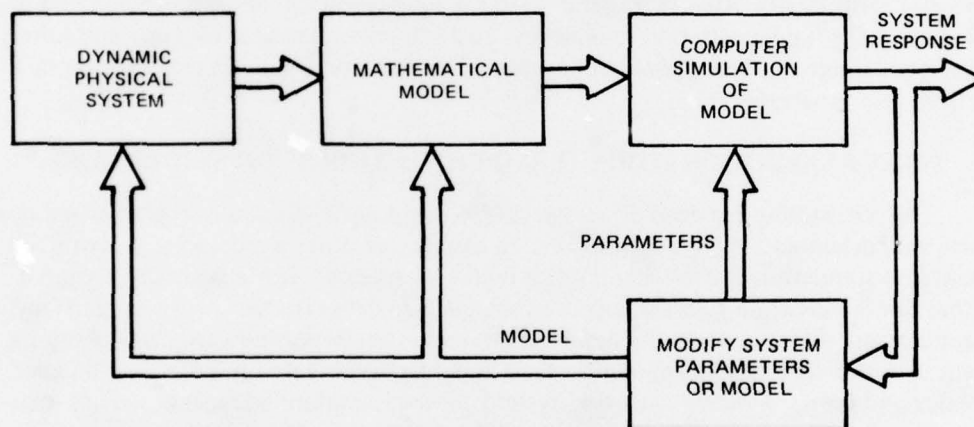 DYNAMIC
PHYSICAL
SYSTEM
MATHEMATICAL
MODEL
COMPUTER
SIMULATION
OF
MODEL
SYSTEM
RESPONSE
PARAMETERS
MODEL
MODIFY SYSTEM
PARAMETERS
OR MODEL